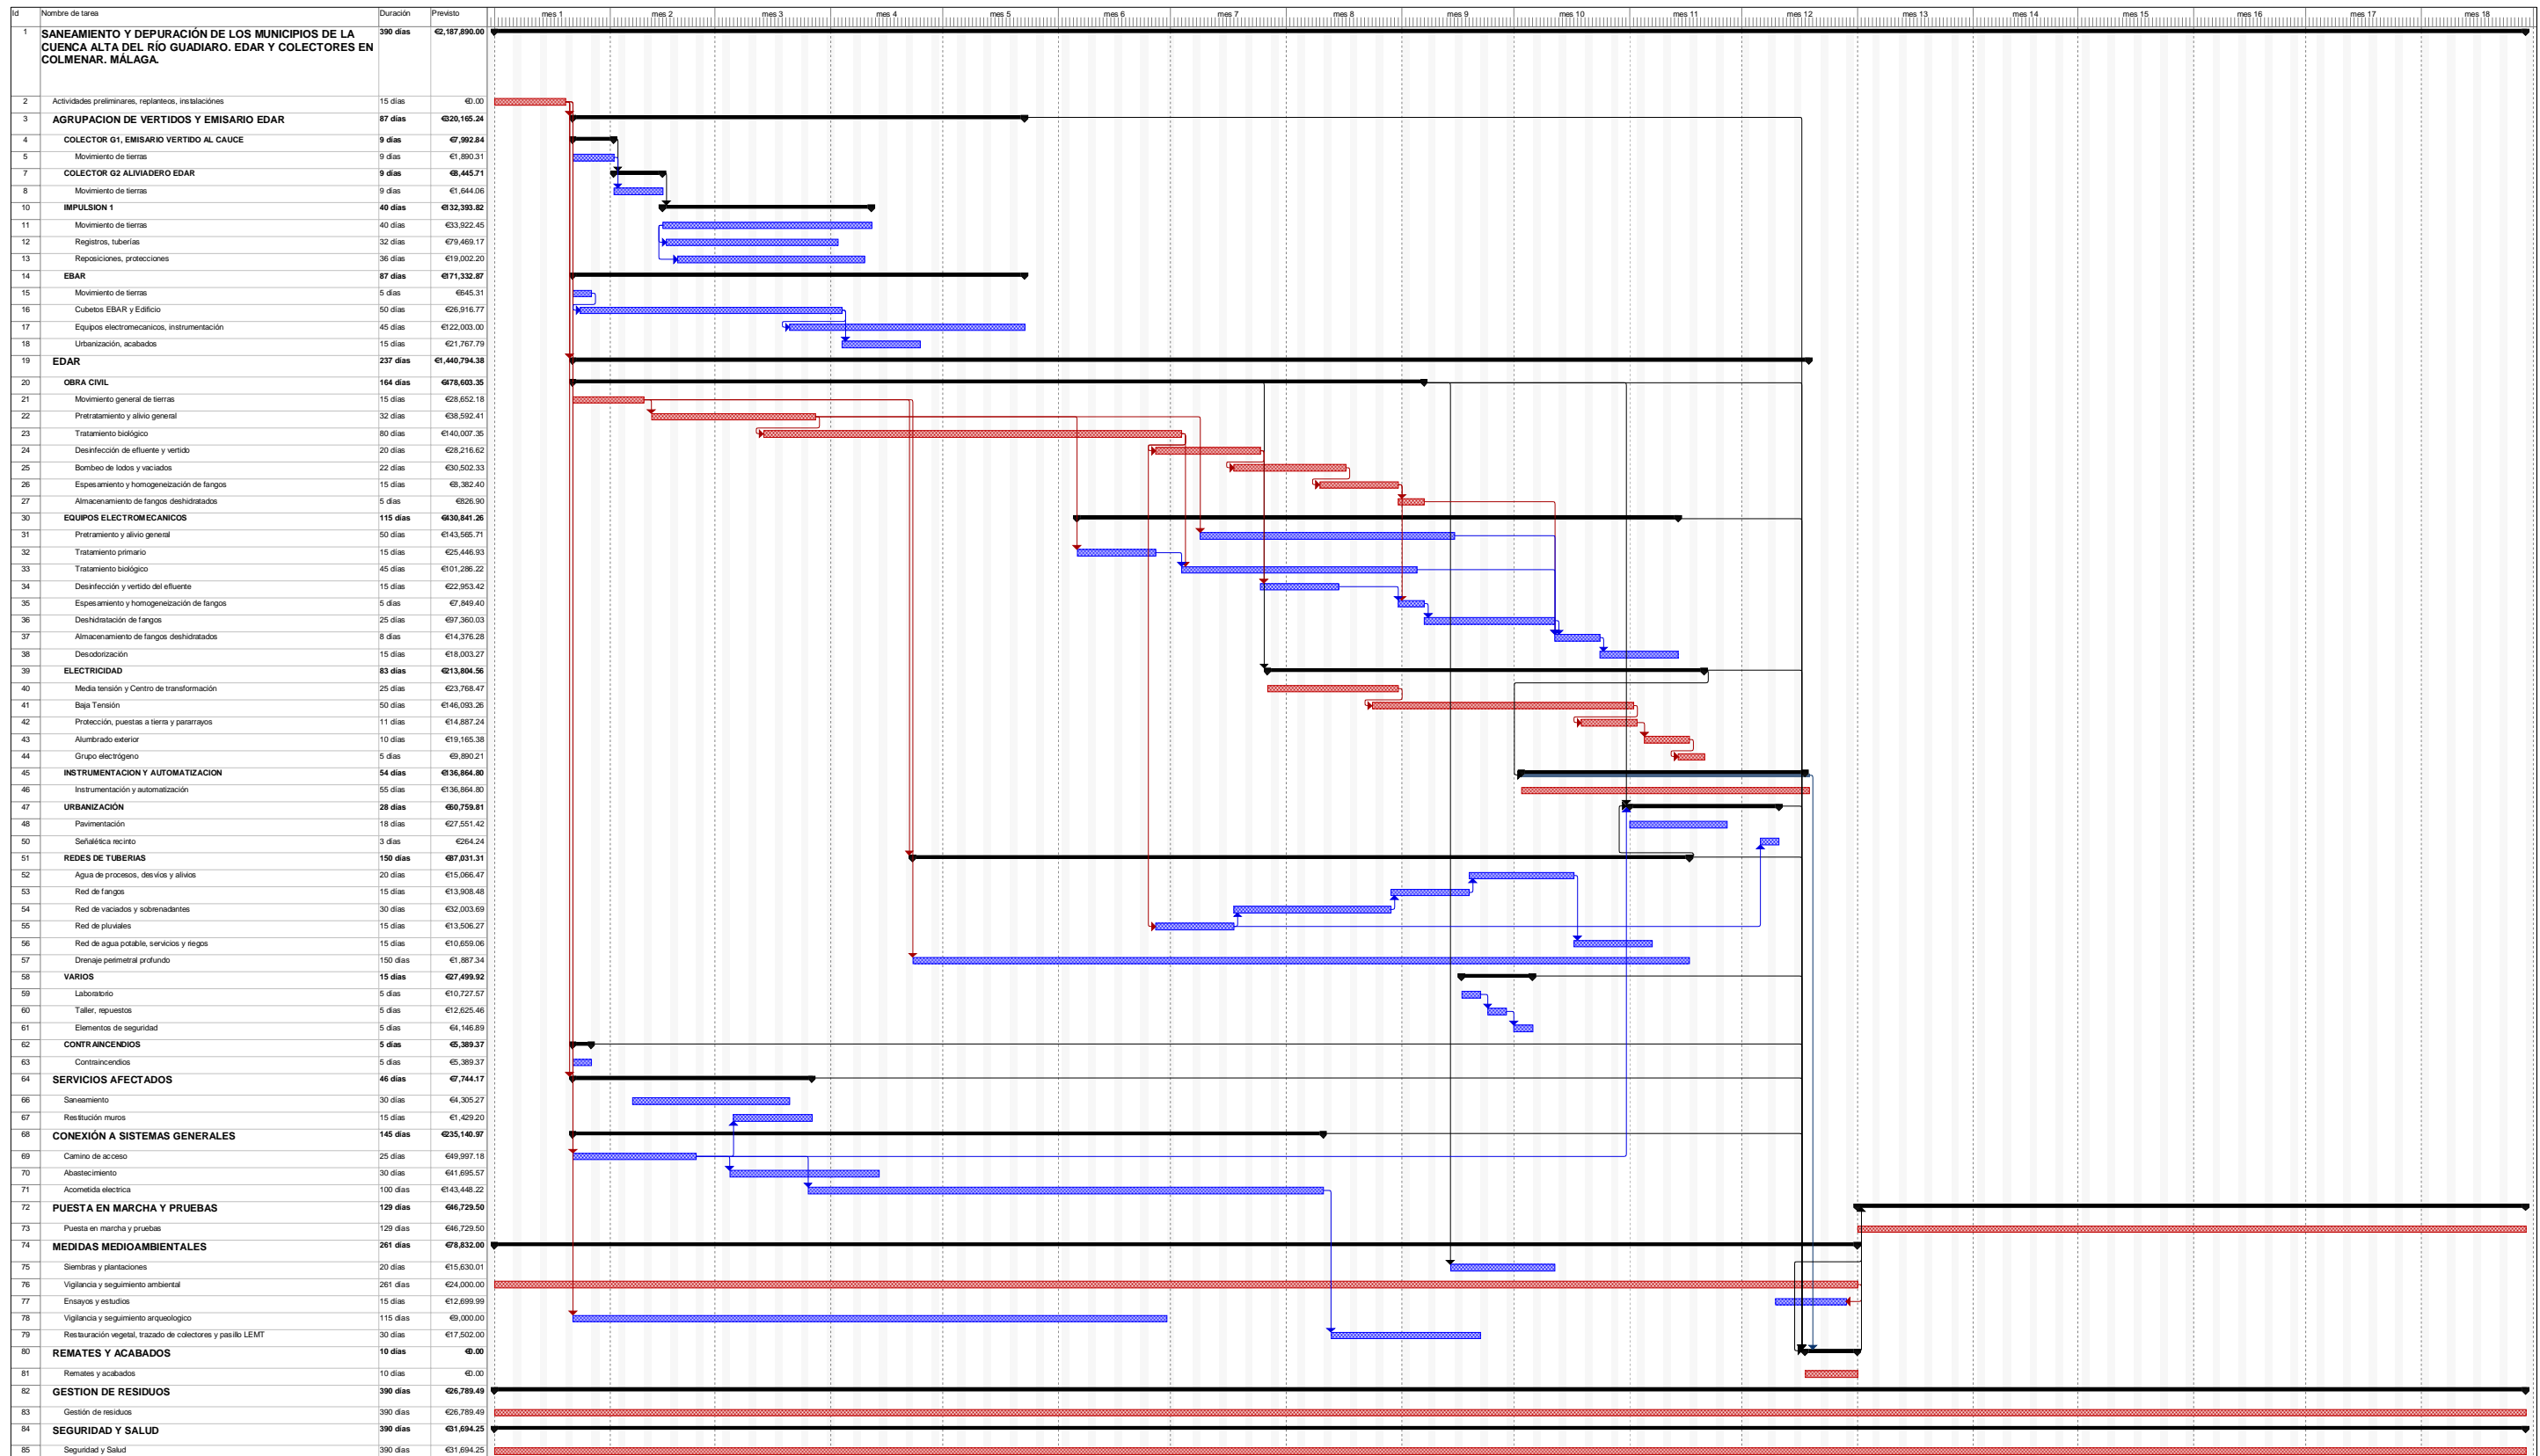 Id Nombre de tarea Duración Previsto mes 1 mes 2 mes 3 mes 4 mes 5 mes 6 mes 7 mes 8 mes 9 mes 10 mes 11 mes 12 mes 13 mes 14 mes 15 mes 16 mes 17 mes 18
1 SANEAMIENTO Y DEPURACIÓN DE LOS MUNICIPIOS DE LA 390 días €2,187,890.00
CUENCA ALTA DEL RÍO GUADIARO. EDAR Y COLECTORES EN
COLMENAR. MÁLAGA.
2 Actividades preliminares, replanteos, instalaciónes 15 días €0.00
3 AGRUPACION DE VERTIDOS Y EMISARIO EDAR 87 días €320,165.24
4 COLECTOR G1, EMISARIO VERTIDO AL CAUCE 9 días €7,992.84
5 Movimiento de tierras 9 días €1,890.31
7 COLECTOR G2 ALIVIADERO EDAR 9 días €8,445.71
8 Movimiento de tierras 9 días €1,644.06
10 IMPULSION 1 40 días €132,393.82
11 Movimiento de tierras 40 días €33,922.45
12 Registros, tuberías 32 días €79,469.17
13 Reposiciones, protecciones 36 días €19,002.20
14 EBAR 87 días €171,332.87
15 Movimiento de tierras 5 días €645.31
16 Cubetos EBAR y Edificio 50 días €26,916.77
17 Equipos electromecanicos, instrumentación 45 días €122,003.00
18 Urbanización, acabados 15 días €21,767.79
19 EDAR 237 días €1,440,794.38
20 OBRA CIVIL 164 días €478,603.35
21 Movimiento general de tierras 15 días €28,652.18
22 Pretratamiento y alivio general 32 días €38,592.41
23 Tratamiento biológico 80 días €140,007.35
24 Desinfección de efluente y vertido 20 días €28,216.62
25 Bombeo de lodos y vaciados 22 días €30,502.33
26 Espesamiento y homogeneización de fangos 15 días €8,382.40
27 Almacenamiento de fangos deshidratados 5 días €826.90
30 EQUIPOS ELECTROMECANICOS 115 días €430,841.26
31 Pretramiento y alivio general 50 días €143,565.71
32 Tratamiento primario 15 días €25,446.93
33 Tratamiento biológico 45 días €101,286.22
34 Desinfección y vertido del efluente 15 días €22,953.42
35 Espesamiento y homogeneización de fangos 5 días €7,849.40
36 Deshidratación de fangos 25 días €97,360.03
37 Almacenamiento de fangos deshidratados 8 días €14,376.28
38 Desodorización 15 días €18,003.27
39 ELECTRICIDAD 83 días €213,804.56
40 Media tensión y Centro de transformación 25 días €23,768.47
41 Baja Tensión 50 días €146,093.26
42 Protección, puestas a tierra y pararrayos 11 días €14,887.24
43 Alumbrado exterior 10 días €19,165.38
44 Grupo electrógeno 5 días €9,890.21
45 INSTRUMENTACION Y AUTOMATIZACION 54 días €136,864.80
46 Instrumentación y automatización 55 días €136,864.80
47 URBANIZACIÓN 28 días €60,759.81
48 Pavimentación 18 días €27,551.42
50 Señalética recinto 3 días €264.24
51 REDES DE TUBERIAS 150 días €87,031.31
52 Agua de procesos, desvíos y alivios 20 días €15,066.47
53 Red de fangos 15 días €13,908.48
54 Red de vaciados y sobrenadantes 30 días €32,003.69
55 Red de pluviales 15 días €13,506.27
56 Red de agua potable, servicios y riegos 15 días €10,659.06
57 Drenaje perimetral profundo 150 días €1,887.34
58 VARIOS 15 días €27,499.92
59 Laboratorio 5 días €10,727.57
60 Taller, repuestos 5 días €12,625.46
61 Elementos de seguridad 5 días €4,146.89
62 CONTRAINCENDIOS 5 días €5,389.37
63 Contraincendios 5 días €5,389.37
64 SERVICIOS AFECTADOS 46 días €7,744.17
66 Saneamiento 30 días €4,305.27
67 Restitución muros 15 días €1,429.20
68 CONEXIÓN A SISTEMAS GENERALES 145 días €235,140.97
69 Camino de acceso 25 días €49,997.18
70 Abastecimiento 30 días €41,695.57
71 Acometida electrica 100 días €143,448.22
72 PUESTA EN MARCHA Y PRUEBAS 129 días €46,729.50
73 Puesta en marcha y pruebas 129 días €46,729.50
74 MEDIDAS MEDIOAMBIENTALES 261 días €78,832.00
75 Siembras y plantaciones 20 días €15,630.01
76 Vigilancia y seguimiento ambiental 261 días €24,000.00
77 Ensayos y estudios 15 días €12,699.99
78 Vigilancia y seguimiento arqueologico 115 días €9,000.00
79 Restauración vegetal, trazado de colectores y pasillo LEMT 30 días €17,502.00
80 REMATES Y ACABADOS 10 días €0.00
81 Remates y acabados 10 días €0.00
82 GESTION DE RESIDUOS 390 días €26,789.49
83 Gestión de residuos 390 días €26,789.49
84 SEGURIDAD Y SALUD 390 días €31,694.25
85 Seguridad y Salud 390 días €31,694.25